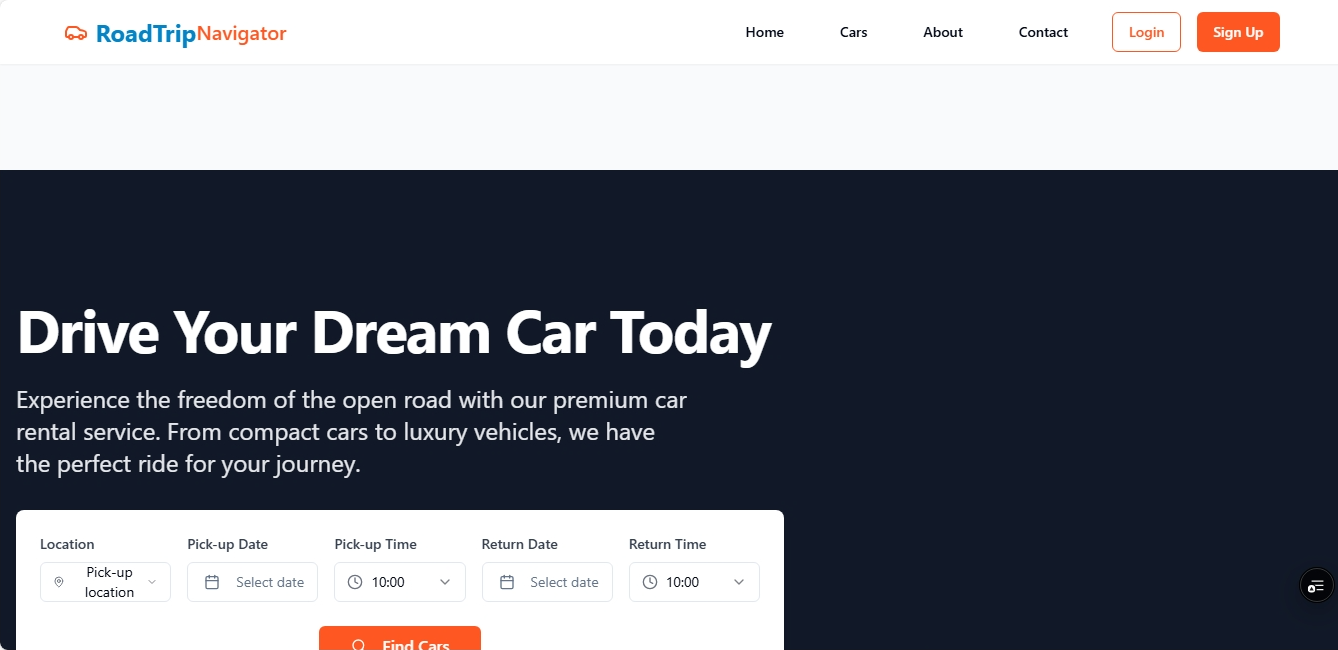 RoadTripNavigator
Home Cars About Contact Login Sign Up
Drive Your Dream Car Today
Experience the freedom of the open road with our premium car
rental service. From compact cars to luxury vehicles, we have
the perfect ride for your journey.
Location Pick-up Date Pick-up Time Return Date Return Time
Pick-up
location
Select date 10:00 Select date 10:00
Find Cars